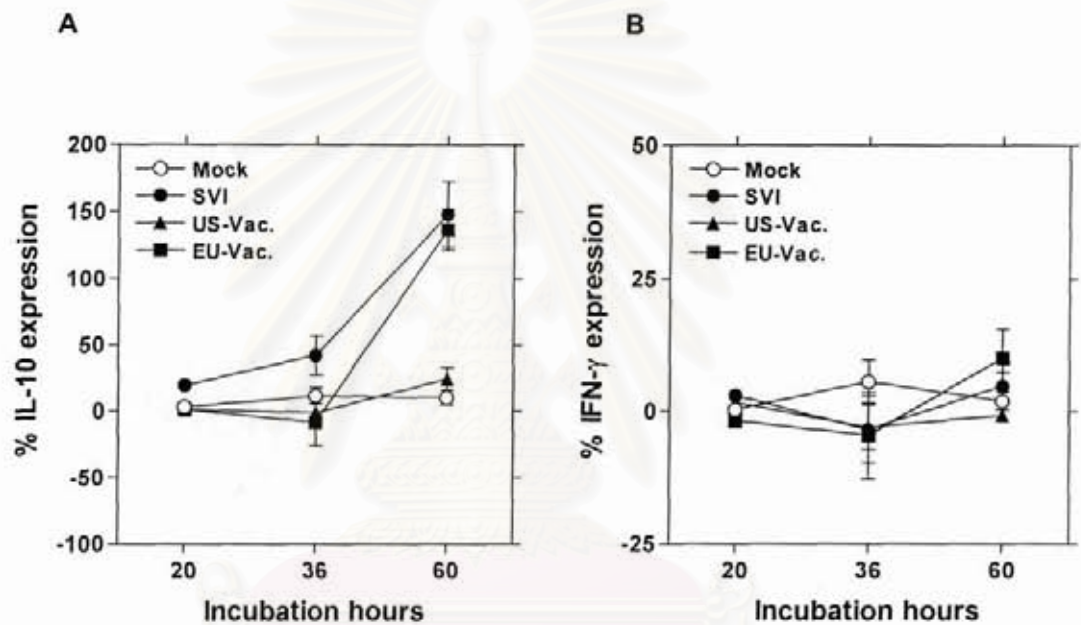 A
200
150
100
50
0
-50
-100
% IL-10 expression
Mock
SVI
US-Vac.
EU-Vac.
20 36 60
Incubation hours
B
50
25
0
-25
% IFN-γ expression
Mock
SVI
US-Vac.
EU-Vac.
20 36 60
Incubation hours